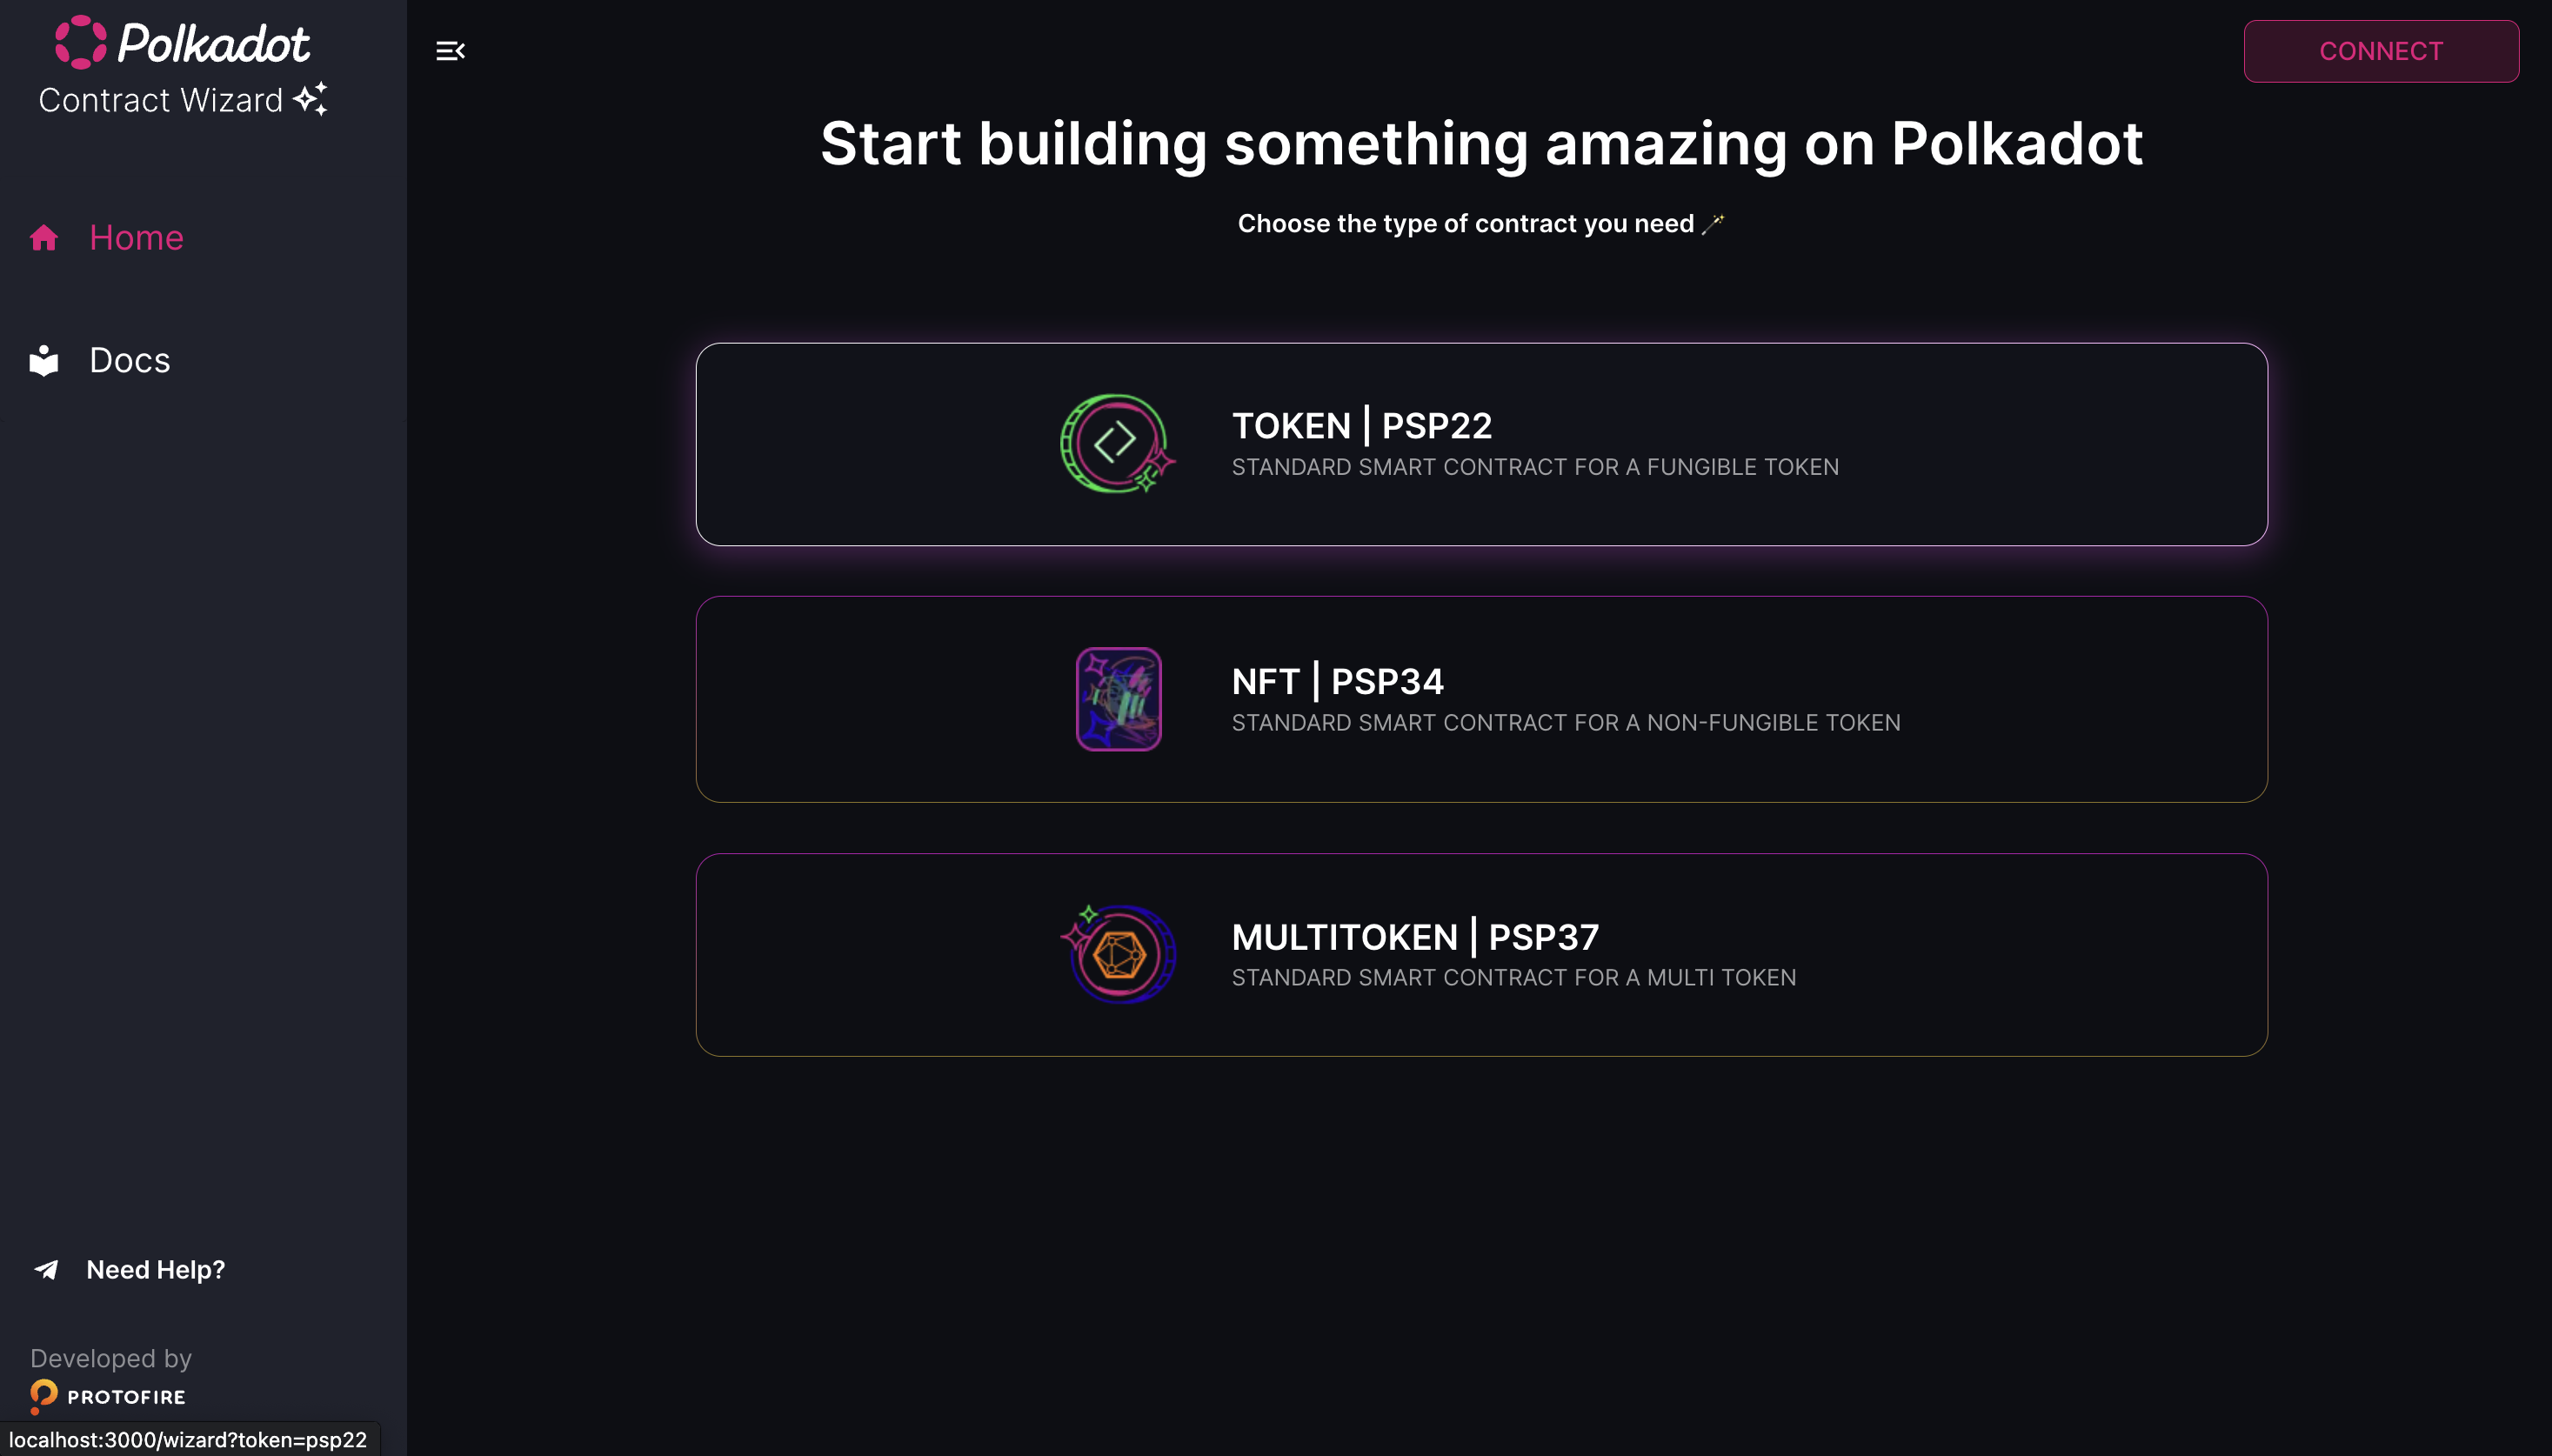 Polkadot
Contract Wizard
Home
Docs
Need Help?
Developed by
PROTOFIRE
localhost:3000/wizard?token=psp22
CONNECT
Start building something amazing on Polkadot
Choose the type of contract you need 🪄
TOKEN | PSP22
STANDARD SMART CONTRACT FOR A FUNGIBLE TOKEN
NFT | PSP34
STANDARD SMART CONTRACT FOR A NON-FUNGIBLE TOKEN
MULTITOKEN | PSP37
STANDARD SMART CONTRACT FOR A MULTI TOKEN